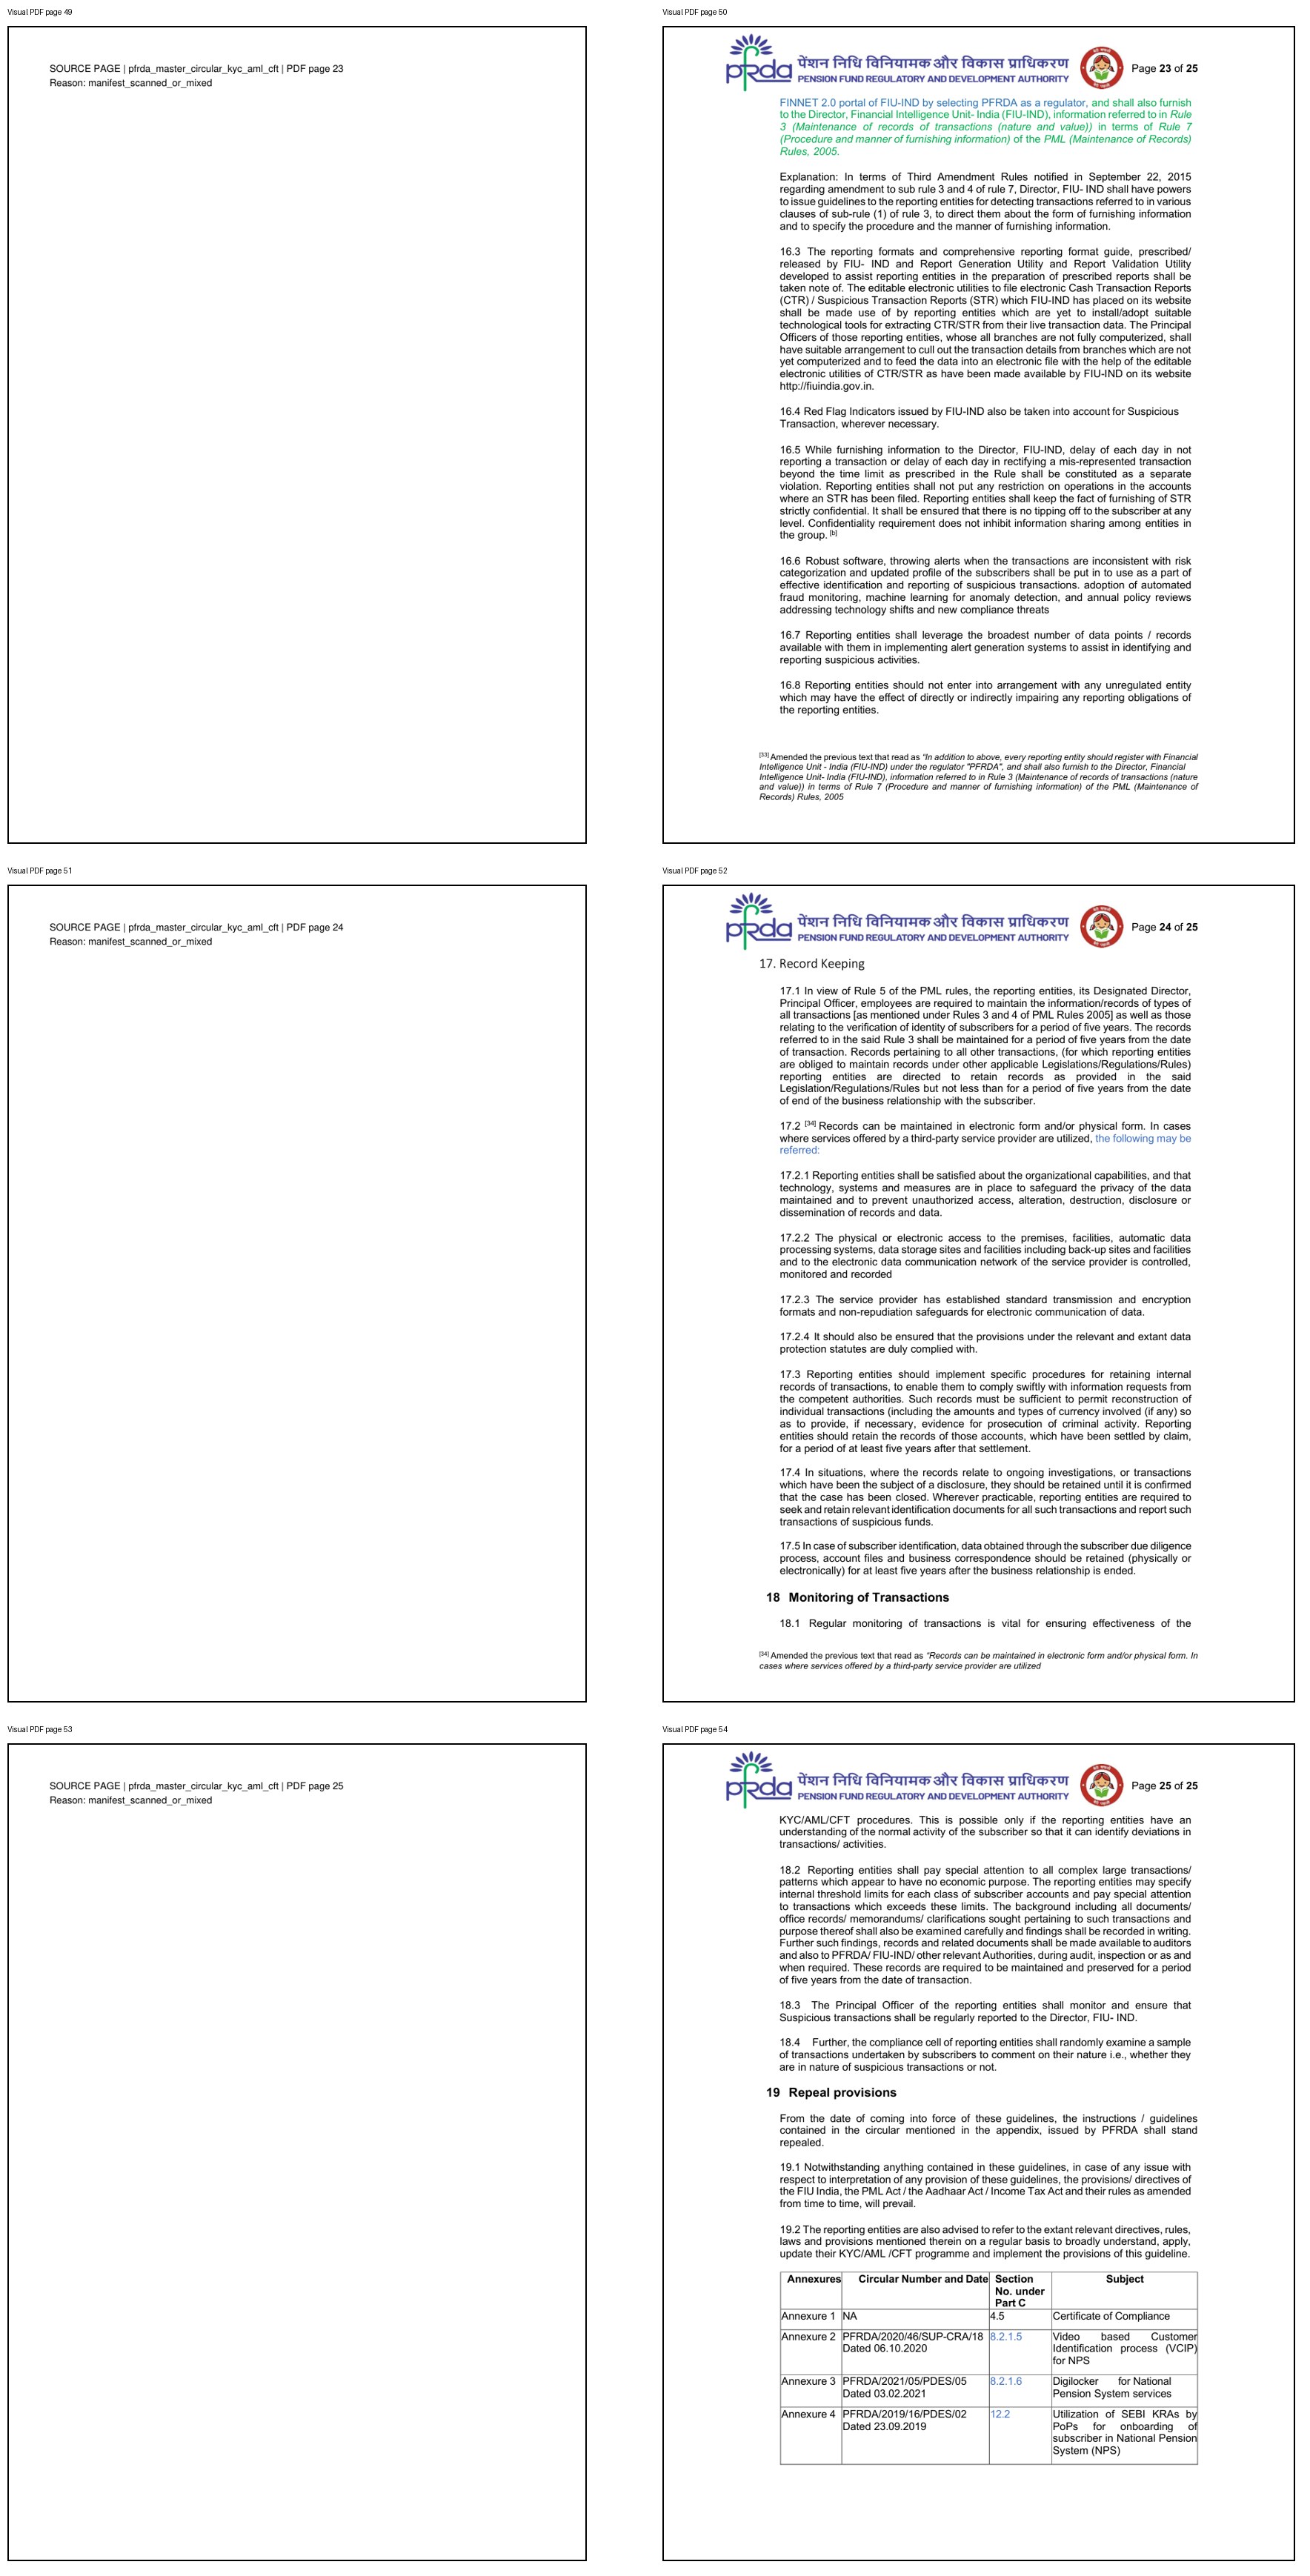 Visual PDF page 49
SOURCE PAGE | pfrda_master_circular_kyc_aml_cft | PDF page 23
Reason: manifest_scanned_or_mixed
Visual PDF page 50
pfrda
पेंशन निधि विनियामक और विकास प्राधिकरण
PENSION FUND REGULATORY AND DEVELOPMENT AUTHORITY
Page 23 of 25
FINNET 2.0 portal of FIU-IND by selecting PFRDA as a regulator, and shall also furnish
to the Director, Financial Intelligence Unit- India (FIU-IND), information referred to in Rule
3 (Maintenance of records of transactions (nature and value)) in terms of Rule 7
(Procedure and manner of furnishing information) of the PML (Maintenance of Records)
Rules, 2005.
Explanation: In terms of Third Amendment Rules notified in September 22, 2015
regarding amendment to sub rule 3 and 4 of rule 7, Director, FIU- IND shall have powers
to issue guidelines to the reporting entities for detecting transactions referred to in various
clauses of sub-rule (1) of rule 3, to direct them about the form of furnishing information
and to specify the procedure and the manner of furnishing information.
16.3 The reporting formats and comprehensive reporting format guide, prescribed/
released by FIU- IND and Report Generation Utility and Report Validation Utility
developed to assist reporting entities in the preparation of prescribed reports shall be
taken note of. The editable electronic utilities to file electronic Cash Transaction Reports
(CTR) / Suspicious Transaction Reports (STR) which FIU-IND has placed on its website
shall be made use of by reporting entities which are yet to install/adopt suitable
technological tools for extracting CTR/STR from their live transaction data. The Principal
Officers of those reporting entities, whose all branches are not fully computerized, shall
have suitable arrangement to cull out the transaction details from branches which are not
yet computerized and to feed the data into an electronic file with the help of the editable
electronic utilities of CTR/STR as have been made available by FIU-IND on its website
http://fiuindia.gov.in.
16.4 Red Flag Indicators issued by FIU-IND also be taken into account for Suspicious
Transaction, wherever necessary.
16.5 While furnishing information to the Director, FIU-IND, delay of each day in not
reporting a transaction or delay of each day in rectifying a mis-represented transaction
beyond the time limit as prescribed in the Rule shall be constituted as a separate
violation. Reporting entities shall not put any restriction on operations in the accounts
where an STR has been filed. Reporting entities shall keep the fact of furnishing of STR
strictly confidential. It shall be ensured that there is no tipping off to the subscriber at any
level. Confidentiality requirement does not inhibit information sharing among entities in
the group. [b]
16.6 Robust software, throwing alerts when the transactions are inconsistent with risk
categorization and updated profile of the subscribers shall be put in to use as a part of
effective identification and reporting of suspicious transactions. adoption of automated
fraud monitoring, machine learning for anomaly detection, and annual policy reviews
addressing technology shifts and new compliance threats
16.7 Reporting entities shall leverage the broadest number of data points / records
available with them in implementing alert generation systems to assist in identifying and
reporting suspicious activities.
16.8 Reporting entities should not enter into arrangement with any unregulated entity
which may have the effect of directly or indirectly impairing any reporting obligations of
the reporting entities.
[33] Amended the previous text that read as "In addition to above, every reporting entity should register with Financial
Intelligence Unit - India (FIU-IND) under the regulator "PFRDA", and shall also furnish to the Director, Financial
Intelligence Unit- India (FIU-IND), information referred to in Rule 3 (Maintenance of records of transactions (nature
and value)) in terms of Rule 7 (Procedure and manner of furnishing information) of the PML (Maintenance of
Records) Rules, 2005
Visual PDF page 51
SOURCE PAGE | pfrda_master_circular_kyc_aml_cft | PDF page 24
Reason: manifest_scanned_or_mixed
Visual PDF page 52
pfrda
पेंशन निधि विनियामक और विकास प्राधिकरण
PENSION FUND REGULATORY AND DEVELOPMENT AUTHORITY
Page 24 of 25
17. Record Keeping
17.1 In view of Rule 5 of the PML rules, the reporting entities, its Designated Director,
Principal Officer, employees are required to maintain the information/records of types of
all transactions [as mentioned under Rules 3 and 4 of PML Rules 2005] as well as those
relating to the verification of identity of subscribers for a period of five years. The records
referred to in the said Rule 3 shall be maintained for a period of five years from the date
of transaction. Records pertaining to all other transactions, (for which reporting entities
are obliged to maintain records under other applicable Legislations/Regulations/Rules)
reporting entities are directed to retain records as provided in the said
Legislation/Regulations/Rules but not less than for a period of five years from the date
of end of the business relationship with the subscriber.
17.2 [34] Records can be maintained in electronic form and/or physical form. In cases
where services offered by a third-party service provider are utilized, the following may be
referred:
17.2.1 Reporting entities shall be satisfied about the organizational capabilities, and that
technology, systems and measures are in place to safeguard the privacy of the data
maintained and to prevent unauthorized access, alteration, destruction, disclosure or
dissemination of records and data.
17.2.2 The physical or electronic access to the premises, facilities, automatic data
processing systems, data storage sites and facilities including back-up sites and facilities
and to the electronic data communication network of the service provider is controlled,
monitored and recorded
17.2.3 The service provider has established standard transmission and encryption
formats and non-repudiation safeguards for electronic communication of data.
17.2.4 It should also be ensured that the provisions under the relevant and extant data
protection statutes are duly complied with.
17.3 Reporting entities should implement specific procedures for retaining internal
records of transactions, to enable them to comply swiftly with information requests from
the competent authorities. Such records must be sufficient to permit reconstruction of
individual transactions (including the amounts and types of currency involved (if any) so
as to provide, if necessary, evidence for prosecution of criminal activity. Reporting
entities should retain the records of those accounts, which have been settled by claim,
for a period of at least five years after that settlement.
17.4 In situations, where the records relate to ongoing investigations, or transactions
which have been the subject of a disclosure, they should be retained until it is confirmed
that the case has been closed. Wherever practicable, reporting entities are required to
seek and retain relevant identification documents for all such transactions and report such
transactions of suspicious funds.
17.5 In case of subscriber identification, data obtained through the subscriber due diligence
process, account files and business correspondence should be retained (physically or
electronically) for at least five years after the business relationship is ended.
18 Monitoring of Transactions
18.1 Regular monitoring of transactions is vital for ensuring effectiveness of the
[34] Amended the previous text that read as "Records can be maintained in electronic form and/or physical form. In
cases where services offered by a third-party service provider are utilized
Visual PDF page 53
SOURCE PAGE | pfrda_master_circular_kyc_aml_cft | PDF page 25
Reason: manifest_scanned_or_mixed
Visual PDF page 54
pfrda
पेंशन निधि विनियामक और विकास प्राधिकरण
PENSION FUND REGULATORY AND DEVELOPMENT AUTHORITY
Page 25 of 25
KYC/AML/CFT procedures. This is possible only if the reporting entities have an
understanding of the normal activity of the subscriber so that it can identify deviations in
transactions/ activities.
18.2 Reporting entities shall pay special attention to all complex large transactions/
patterns which appear to have no economic purpose. The reporting entities may specify
internal threshold limits for each class of subscriber accounts and pay special attention
to transactions which exceeds these limits. The background including all documents/
office records/ memorandums/ clarifications sought pertaining to such transactions and
purpose thereof shall also be examined carefully and findings shall be recorded in writing.
Further such findings, records and related documents shall be made available to auditors
and also to PFRDA/ FIU-IND/ other relevant Authorities, during audit, inspection or as and
when required. These records are required to be maintained and preserved for a period
of five years from the date of transaction.
18.3 The Principal Officer of the reporting entities shall monitor and ensure that
Suspicious transactions shall be regularly reported to the Director, FIU- IND.
18.4 Further, the compliance cell of reporting entities shall randomly examine a sample
of transactions undertaken by subscribers to comment on their nature i.e., whether they
are in nature of suspicious transactions or not.
19 Repeal provisions
From the date of coming into force of these guidelines, the instructions / guidelines
contained in the circular mentioned in the appendix, issued by PFRDA shall stand
repealed.
19.1 Notwithstanding anything contained in these guidelines, in case of any issue with
respect to interpretation of any provision of these guidelines, the provisions/ directives of
the FIU India, the PML Act / the Aadhaar Act / Income Tax Act and their rules as amended
from time to time, will prevail.
19.2 The reporting entities are also advised to refer to the extant relevant directives, rules,
laws and provisions mentioned therein on a regular basis to broadly understand, apply,
update their KYC/AML /CFT programme and implement the provisions of this guideline.
Annexures Circular Number and Date Section No. under Part C Subject
Annexure 1 NA 4.5 Certificate of Compliance
Annexure 2 PFRDA/2020/46/SUP-CRA/18 Dated 06.10.2020 8.2.1.5 Video based Customer Identification process (VCIP) for NPS
Annexure 3 PFRDA/2021/05/PDES/05 Dated 03.02.2021 8.2.1.6 Digilocker for National Pension System services
Annexure 4 PFRDA/2019/16/PDES/02 Dated 23.09.2019 12.2 Utilization of SEBI KRAs by PoPs for onboarding of subscriber in National Pension System (NPS)